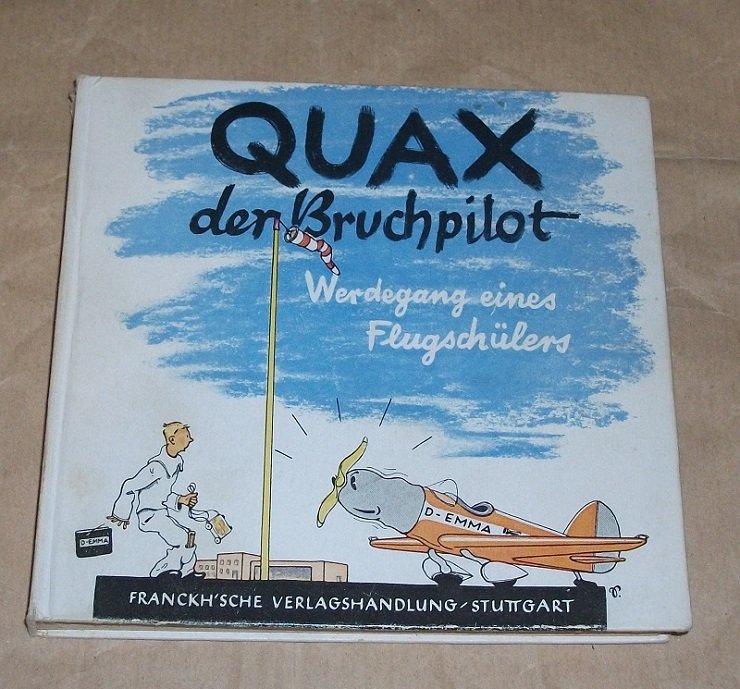 QUAX
der Bruchpilot
Werdegang eines
Flugschülers
D-EMMA
D-EMMA
FRANCKH'SCHE VERLAGSHANDLUNG-STUTTGART